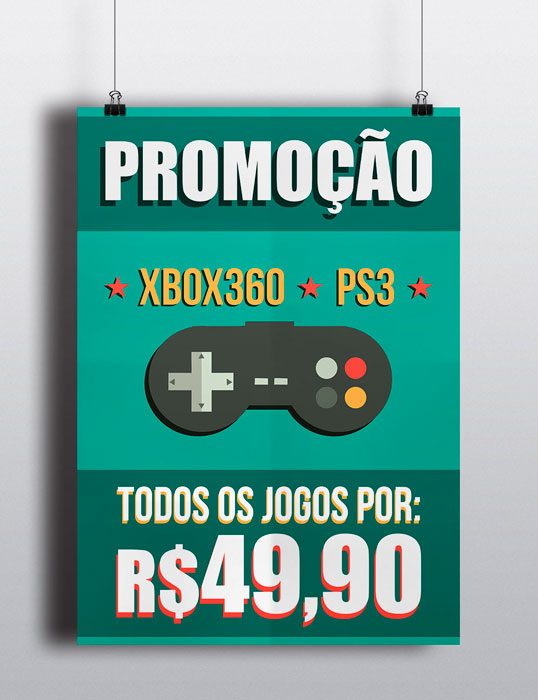 PROMOÇÃO
★ XBOX360 ★ PS3 ★
TODOS OS JOGOS POR:
R$49,90